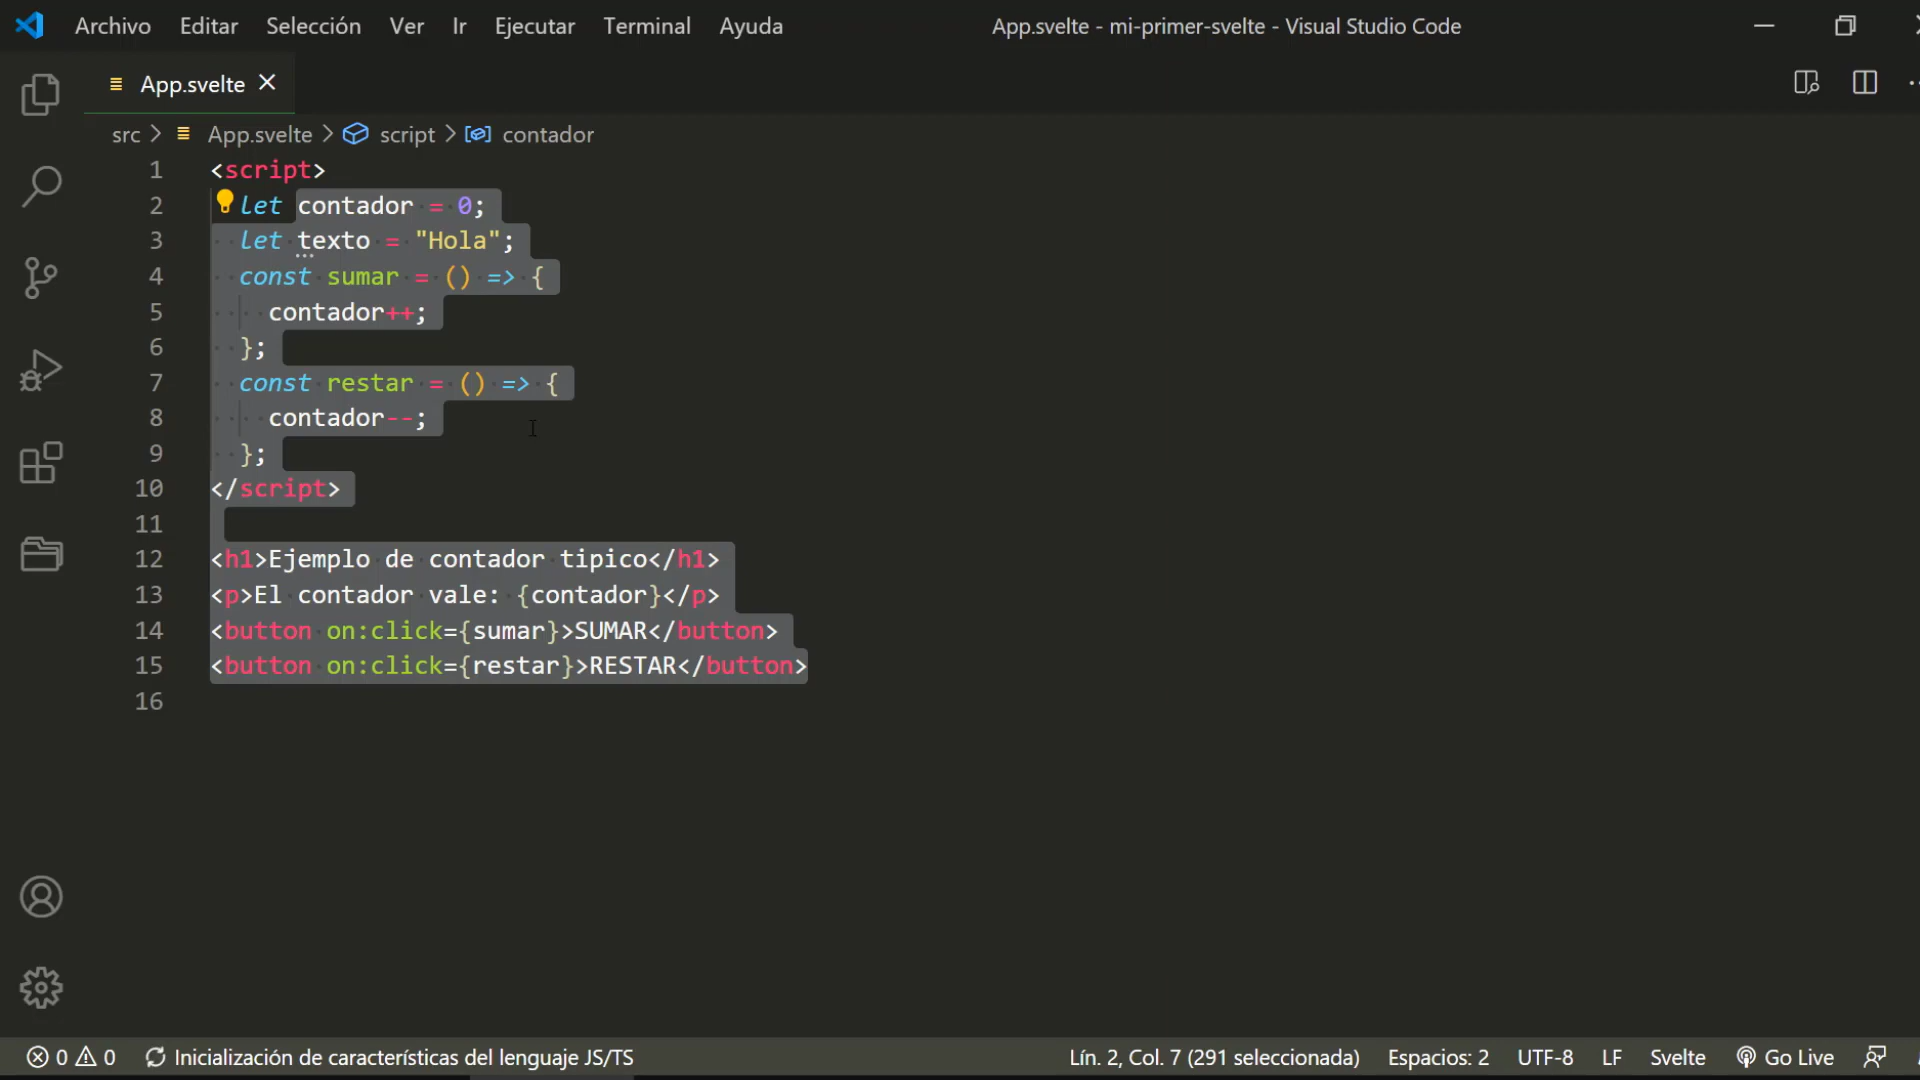 Archivo Editar Selección Ver Ir Ejecutar Terminal Ayuda App.svelte - mi-primer-svelte - Visual Studio Code
App.svelte
src > App.svelte > script > contador
1 <script>
2 let contador = 0;
3 let texto = "Hola";
4 const sumar = () => {
5 contador++;
6 };
7 const restar = () => {
8 contador--;
9 };
10 </script>
11
12 <h1>Ejemplo de contador tipico</h1>
13 <p>El contador vale: {contador}</p>
14 <button on:click={sumar}>SUMAR</button>
15 <button on:click={restar}>RESTAR</button>
16
0 0 Inicialización de características del lenguaje JS/TS Lín. 2, Col. 7 (291 seleccionada) Espacios: 2 UTF-8 LF Svelte Go Live